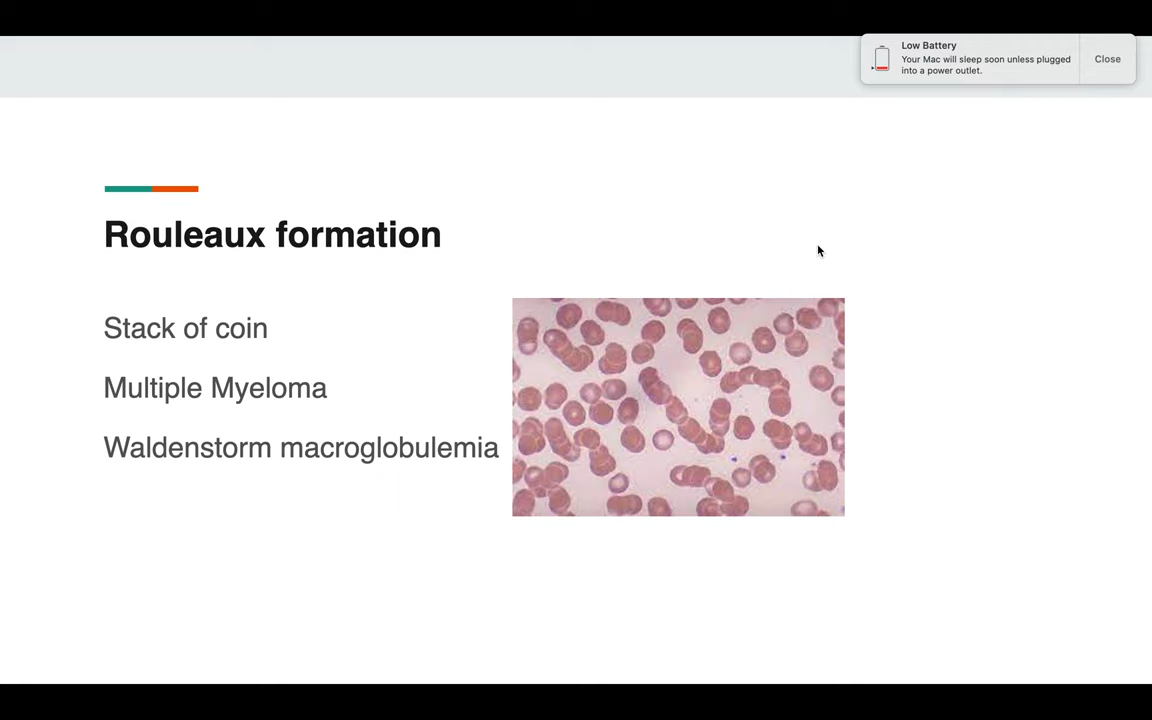 Low Battery
Your Mac will sleep soon unless plugged
into a power outlet.
Close
Rouleaux formation
Stack of coin
Multiple Myeloma
Waldenstorm macroglobulemia